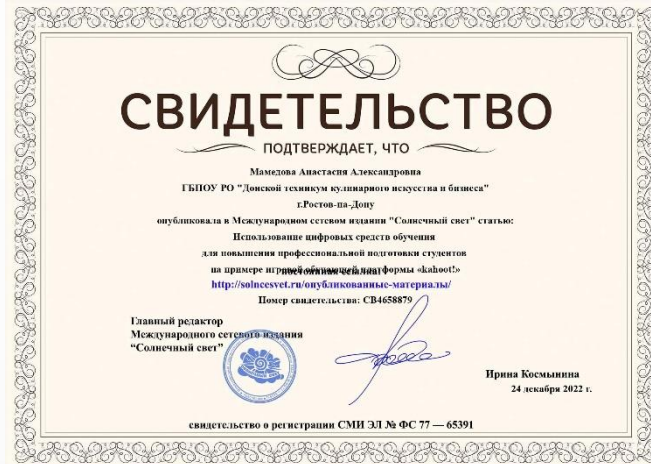 СВИДЕТЕЛЬСТВО
ПОДТВЕРЖДАЕТ, ЧТО
Мамедова Анастасия Александровна
ГБПОУ РО "Донской техникум кулинарного искусства и бизнеса"
г.Ростов-на-Дону
опубликовала в Международном сетевом издании "Солнечный свет" статью:
Использование цифровых средств обучения
для повышения профессиональной подготовки студентов
на примере игровой обучающей платформы «kahoot!»
http://solncesvet.ru/опубликованные-материалы/
Номер свидетельства: СВ4658879
Главный редактор
Международного сетевого издания
“Солнечный свет”
Ирина Космынина
24 декабря 2022 г.
свидетельство о регистрации СМИ ЭЛ № ФС 77 — 65391